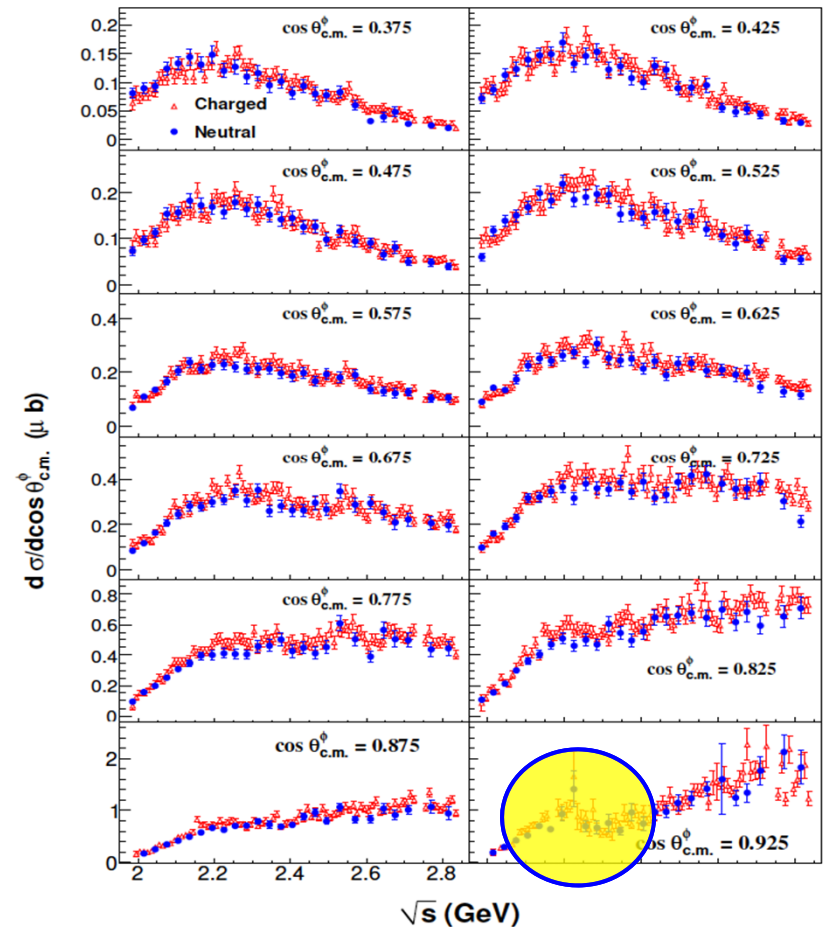 cos θ^ϕ_c.m. = 0.375
cos θ^ϕ_c.m. = 0.425
0.2
0.15
0.1
0.05
0
Charged
Neutral
cos θ^ϕ_c.m. = 0.475
cos θ^ϕ_c.m. = 0.525
0.2
0.1
0
cos θ^ϕ_c.m. = 0.575
cos θ^ϕ_c.m. = 0.625
0.4
0.2
0
cos θ^ϕ_c.m. = 0.675
cos θ^ϕ_c.m. = 0.725
0.4
0.2
0
cos θ^ϕ_c.m. = 0.775
cos θ^ϕ_c.m. = 0.825
0.8
0.6
0.4
0.2
0
cos θ^ϕ_c.m. = 0.875
cos θ^ϕ_c.m. = 0.925
2
1
0
2 2.2 2.4 2.6 2.8
√s (GeV)
d σ/dcos θ^ϕ_c.m. (μ b)